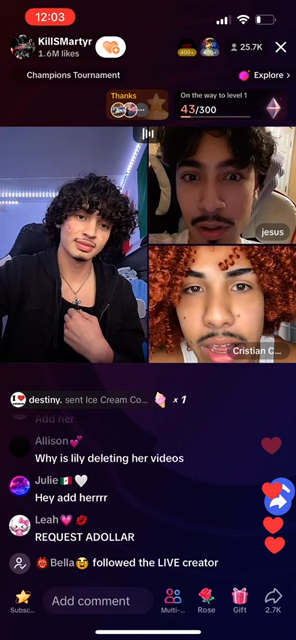 12:03
KillSMartyr
1.6M likes
400+
25.7K
Champions Tournament
Explore >
Thanks
On the way to level 1
43/300
jesus
Cristian C...
destiny. sent Ice Cream Co... x 1
Add her
Allison
Why is lily deleting her videos
Julie
Hey add herrrr
Leah
REQUEST ADOLLAR
Bella followed the LIVE creator
Subsc...
Add comment
Multi-...
Rose
Gift
2.7K